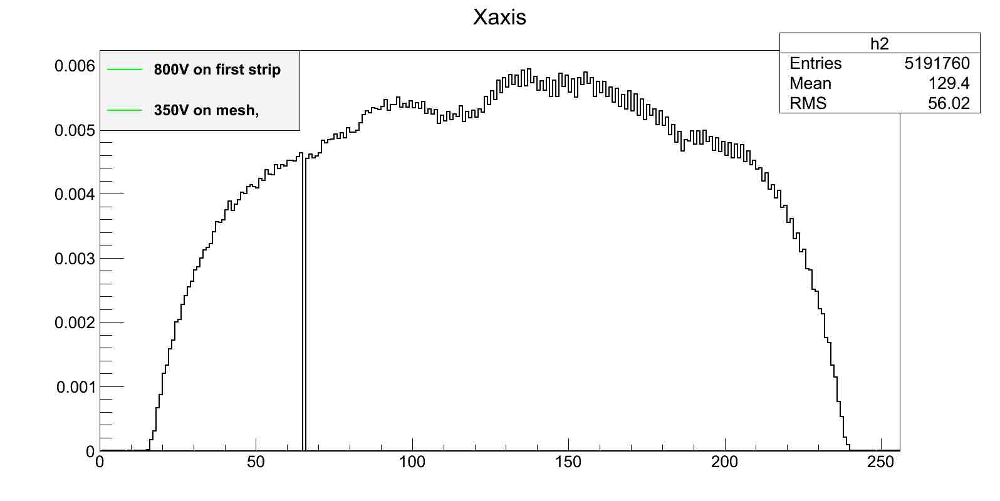 Xaxis
h2
Entries 5191760
Mean 129.4
RMS 56.02
800V on first strip
350V on mesh,
0.006
0.005
0.004
0.003
0.002
0.001
0
0 50 100 150 200 250